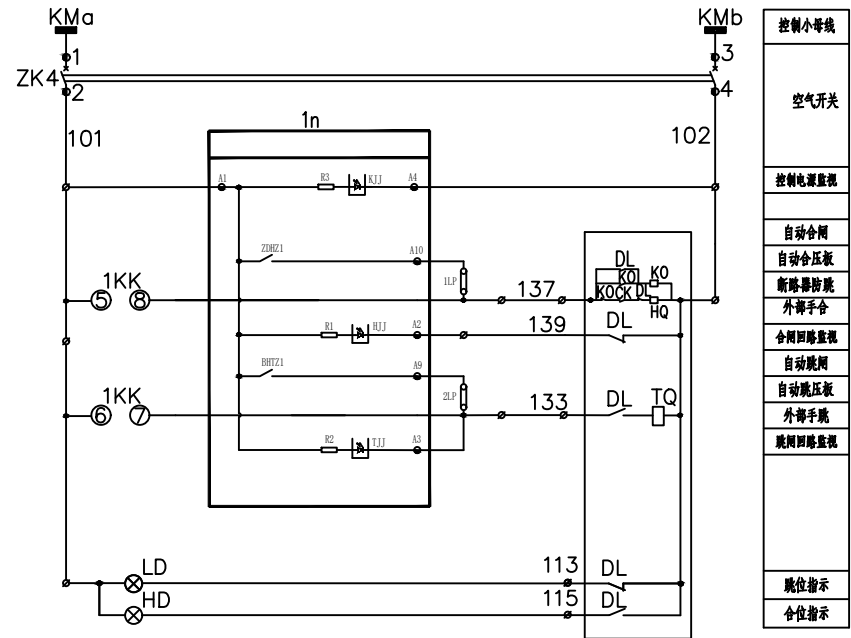 KMa
KMb
控制小母线
1
3
ZK4
2
4
空气开关
101
1n
102
A1
R3
KJJ
A4
控制电源监视
ZDHZ1
A10
自动合闸
1LP
DL
KO
KO
自动合压板
1KK
5
8
137
KO
CK
DL
HQ
断路器防跳
外部手合
R1
HJJ
A2
139
DL
合闸回路监视
BHTZ1
A9
自动跳闸
2LP
自动跳压板
1KK
6
7
133
DL
TQ
外部手跳
R2
TJJ
A3
跳闸回路监视
LD
113
DL
跳位指示
HD
115
DL
合位指示